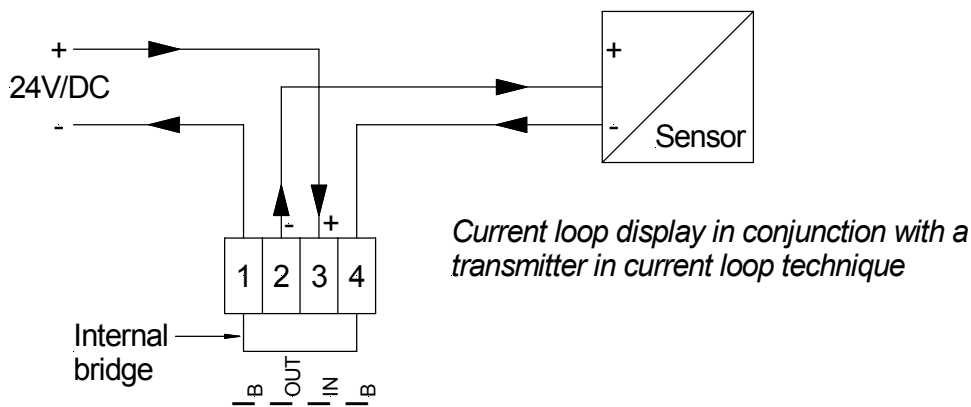 +
24V/DC
-
+
-
Sensor
- +
1 2 3 4
Internal
bridge
I_B I_OUT I_IN I_B
Current loop display in conjunction with a
transmitter in current loop technique